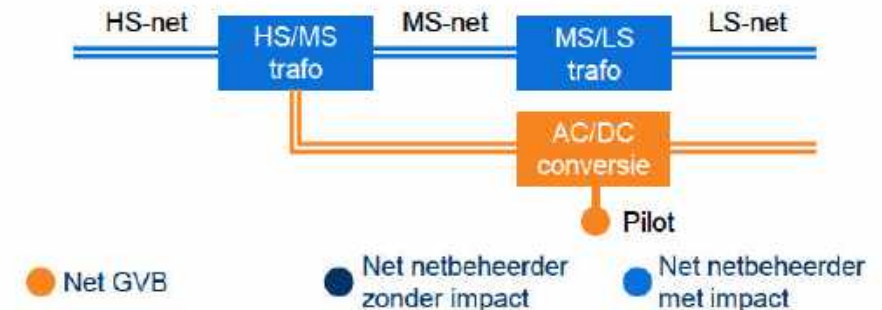 HS-net
HS/MS
trafo
MS-net
MS/LS
trafo
LS-net
AC/DC
conversie
Pilot
Net GVB
Net netbeheerder
zonder impact
Net netbeheerder
met impact